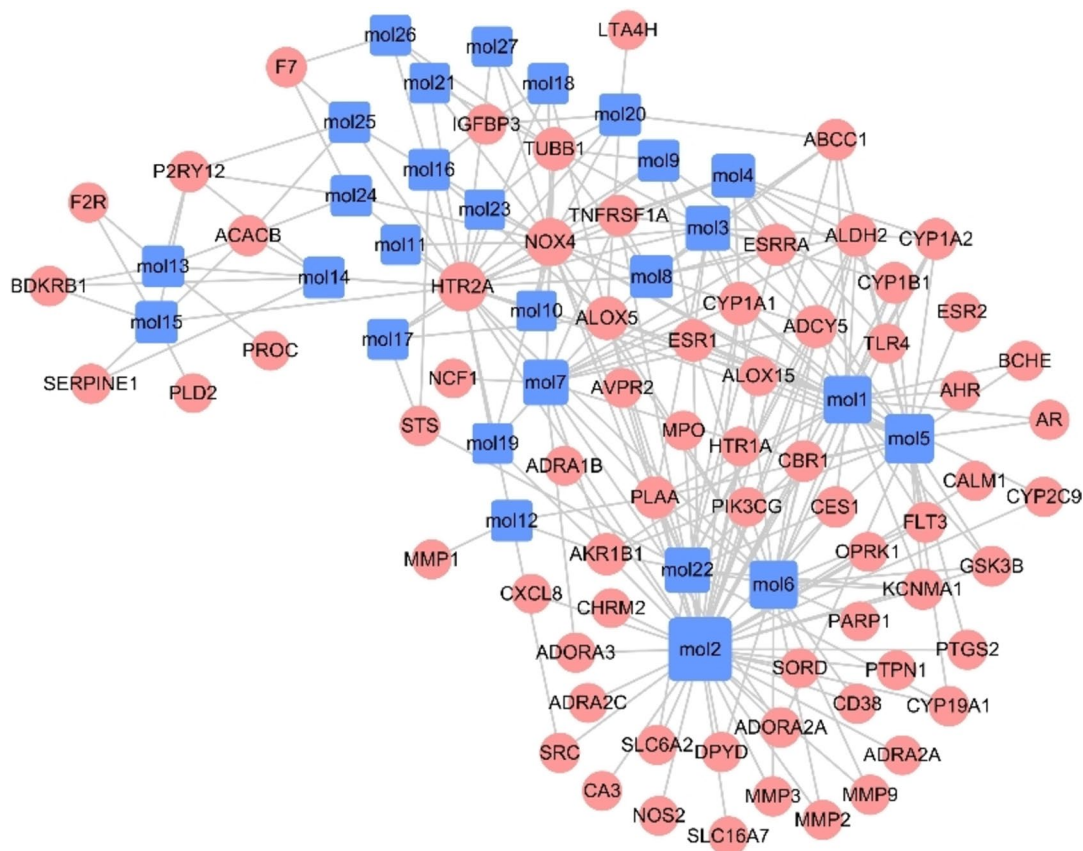 mol26
mol27
LTA4H
F7
mol21
mol18
mol20
mol25
IGFBP3
TUBB1
ABCC1
mol16
mol9
mol4
P2RY12
mol24
F2R
mol23
TNFRSF1A
mol3
ACACB
mol11
NOX4
ESRRA
ALDH2
CYP1A2
mol13
mol14
HTR2A
mol8
BDKRB1
CYP1B1
mol15
mol10
ALOX5
CYP1A1
ADCY5
ESR2
mol17
ESR1
TLR4
PROC
SERPINE1
PLD2
NCF1
mol7
AVPR2
ALOX15
mol1
AHR
BCHE
STS
MPO
AR
mol19
HTR1A
mol5
ADRA1B
CBR1
PLAA
PIK3CG
CES1
CALM1
CYP2C9
mol12
FLT3
MMP1
AKR1B1
mol22
mol6
OPRK1
GSK3B
CXCL8
CHRM2
KCNMA1
PARP1
ADORA3
mol2
SORD
PTPN1
PTGS2
ADRA2C
CD38
CYP19A1
SRC
SLC6A2
DPYD
ADORA2A
ADRA2A
CA3
MMP3
MMP9
NOS2
SLC16A7
MMP2